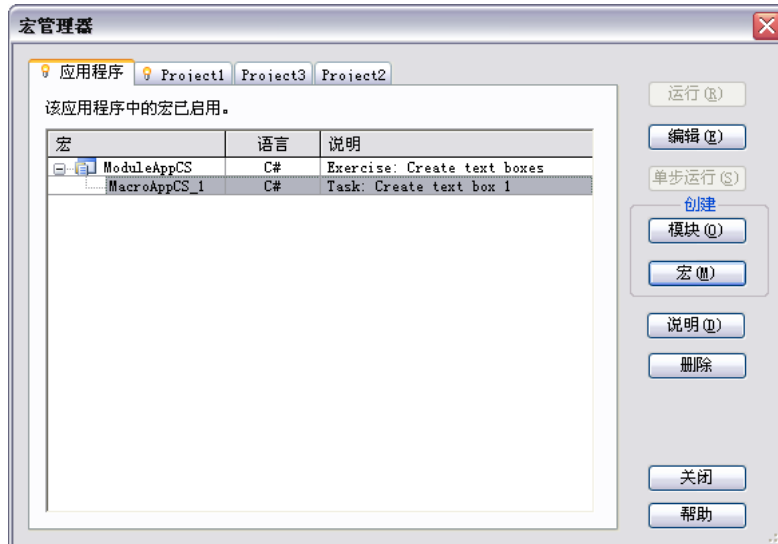 宏管理器
应用程序 Project1 Project3 Project2
该应用程序中的宏已启用。
宏 语言 说明
ModuleAppCS C# Exercise: Create text boxes
MacroAppCS_1 C# Task: Create text box 1
运行(R)
编辑(E)
单步运行(S)
创建
模块(O)
宏(M)
说明(D)
删除
关闭
帮助